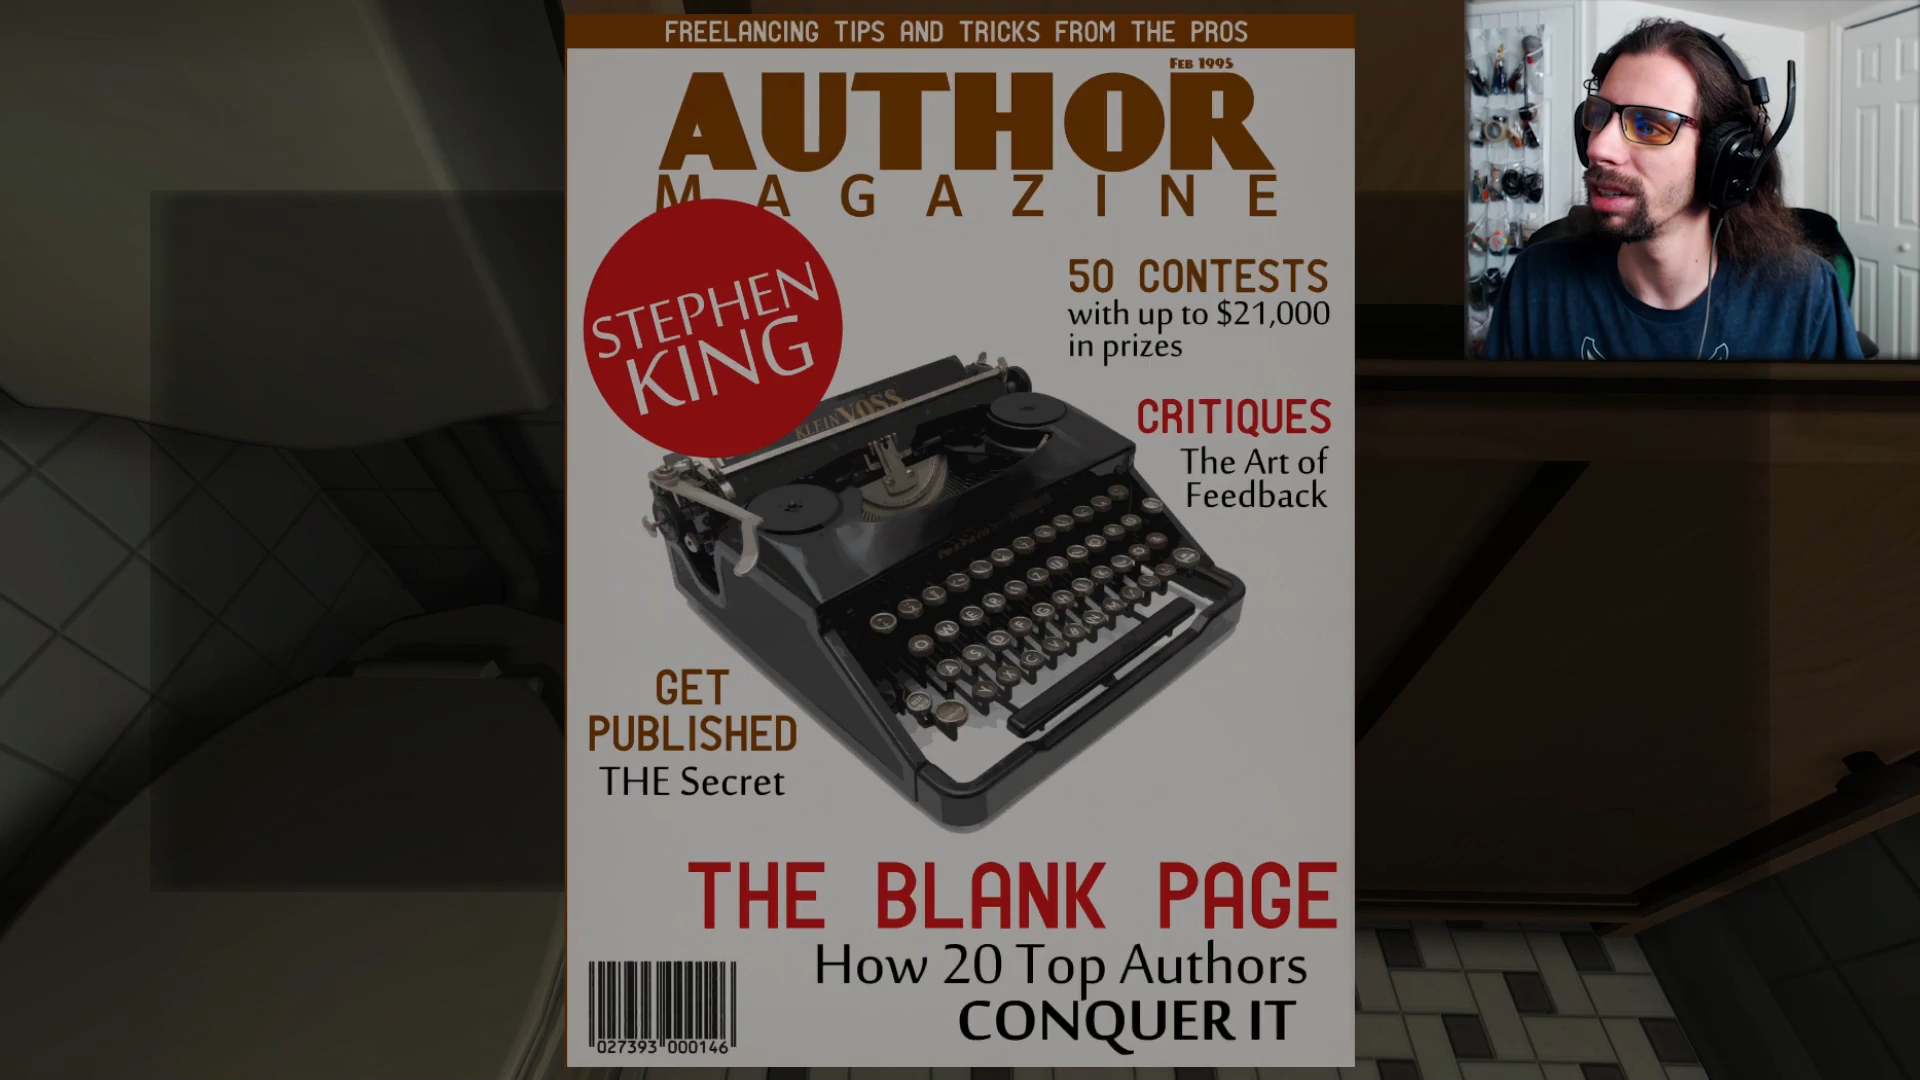 FREELANCING TIPS AND TRICKS FROM THE PROS
FEB 1995
AUTHOR
MAGAZINE
STEPHEN
KING
50 CONTESTS
with up to $21,000
in prizes
KLEIN VOSS
CRITIQUES
The Art of
Feedback
GET
PUBLISHED
THE Secret
THE BLANK PAGE
How 20 Top Authors
CONQUER IT
027393 000146